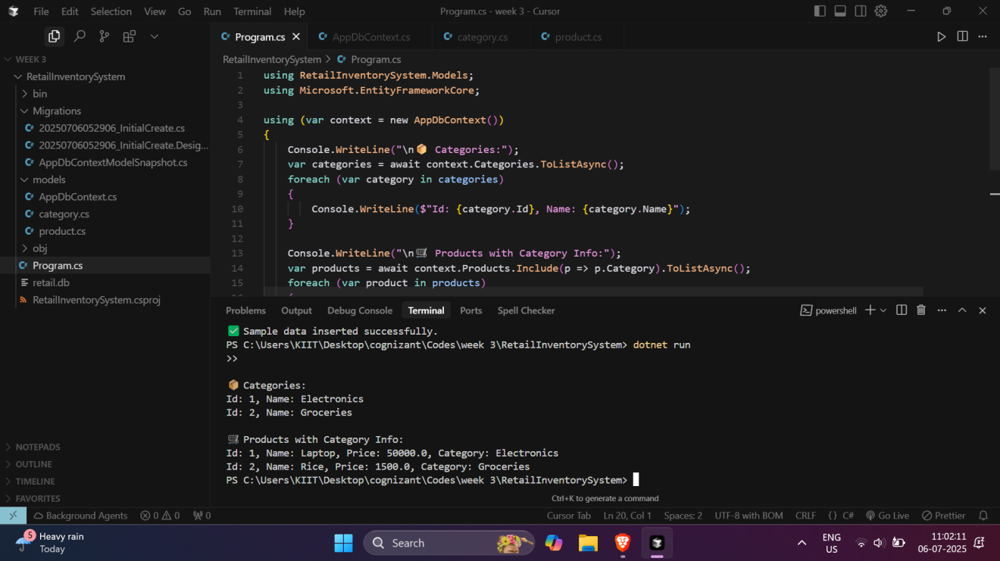 File Edit Selection View Go Run Terminal Help
Program.cs - week 3 - Cursor
Program.cs AppDbContext.cs category.cs product.cs
WEEK 3
RetailInventorySystem
bin
Migrations
20250706052906_InitialCreate.cs
20250706052906_InitialCreate.Desig...
AppDbContextModelSnapshot.cs
models
AppDbContext.cs
category.cs
product.cs
obj
Program.cs
retail.db
RetailInventorySystem.csproj
NOTEPADS
OUTLINE
TIMELINE
FAVORITES
RetailInventorySystem > Program.cs
1 using RetailInventorySystem.Models;
2 using Microsoft.EntityFrameworkCore;
3
4 using (var context = new AppDbContext())
5 {
6 Console.WriteLine("\n📦 Categories:");
7 var categories = await context.Categories.ToListAsync();
8 foreach (var category in categories)
9 {
10 Console.WriteLine($"Id: {category.Id}, Name: {category.Name}");
11 }
12
13 Console.WriteLine("\n🛒 Products with Category Info:");
14 var products = await context.Products.Include(p => p.Category).ToListAsync();
15 foreach (var product in products)
Problems Output Debug Console Terminal Ports Spell Checker
powershell
✅ Sample data inserted successfully.
PS C:\Users\KIIT\Desktop\cognizant\Codes\week 3\RetailInventorySystem> dotnet run
>>
📦 Categories:
Id: 1, Name: Electronics
Id: 2, Name: Groceries
🛒 Products with Category Info:
Id: 1, Name: Laptop, Price: 50000.0, Category: Electronics
Id: 2, Name: Rice, Price: 1500.0, Category: Groceries
PS C:\Users\KIIT\Desktop\cognizant\Codes\week 3\RetailInventorySystem>
Ctrl+K to generate a command
Background Agents 0 0 0
Cursor Tab Ln 20, Col 1 Spaces: 2 UTF-8 with BOM CRLF {} C# Go Live Prettier
5
Heavy rain
Today
Search
ENG
US
11:02:11
06-07-2025